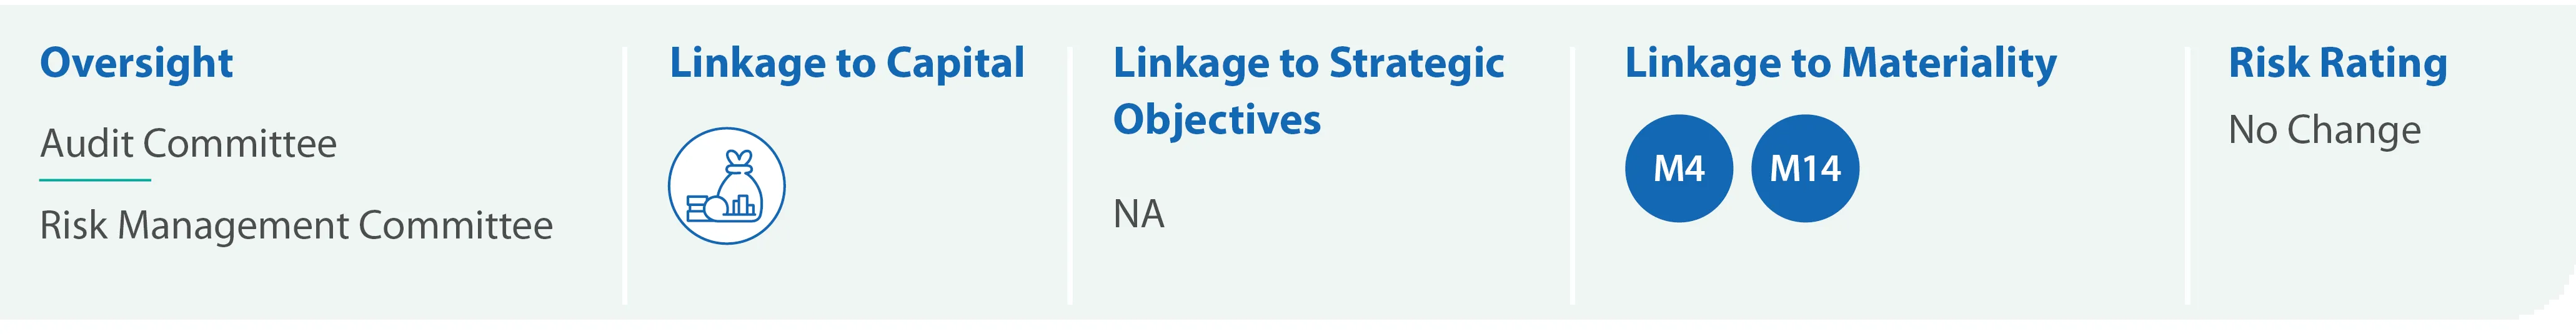 Oversight
Audit Committee
Risk Management Committee
Linkage to Capital
Linkage to Strategic
Objectives
NA
Linkage to Materiality
M4 M14
Risk Rating
No Change